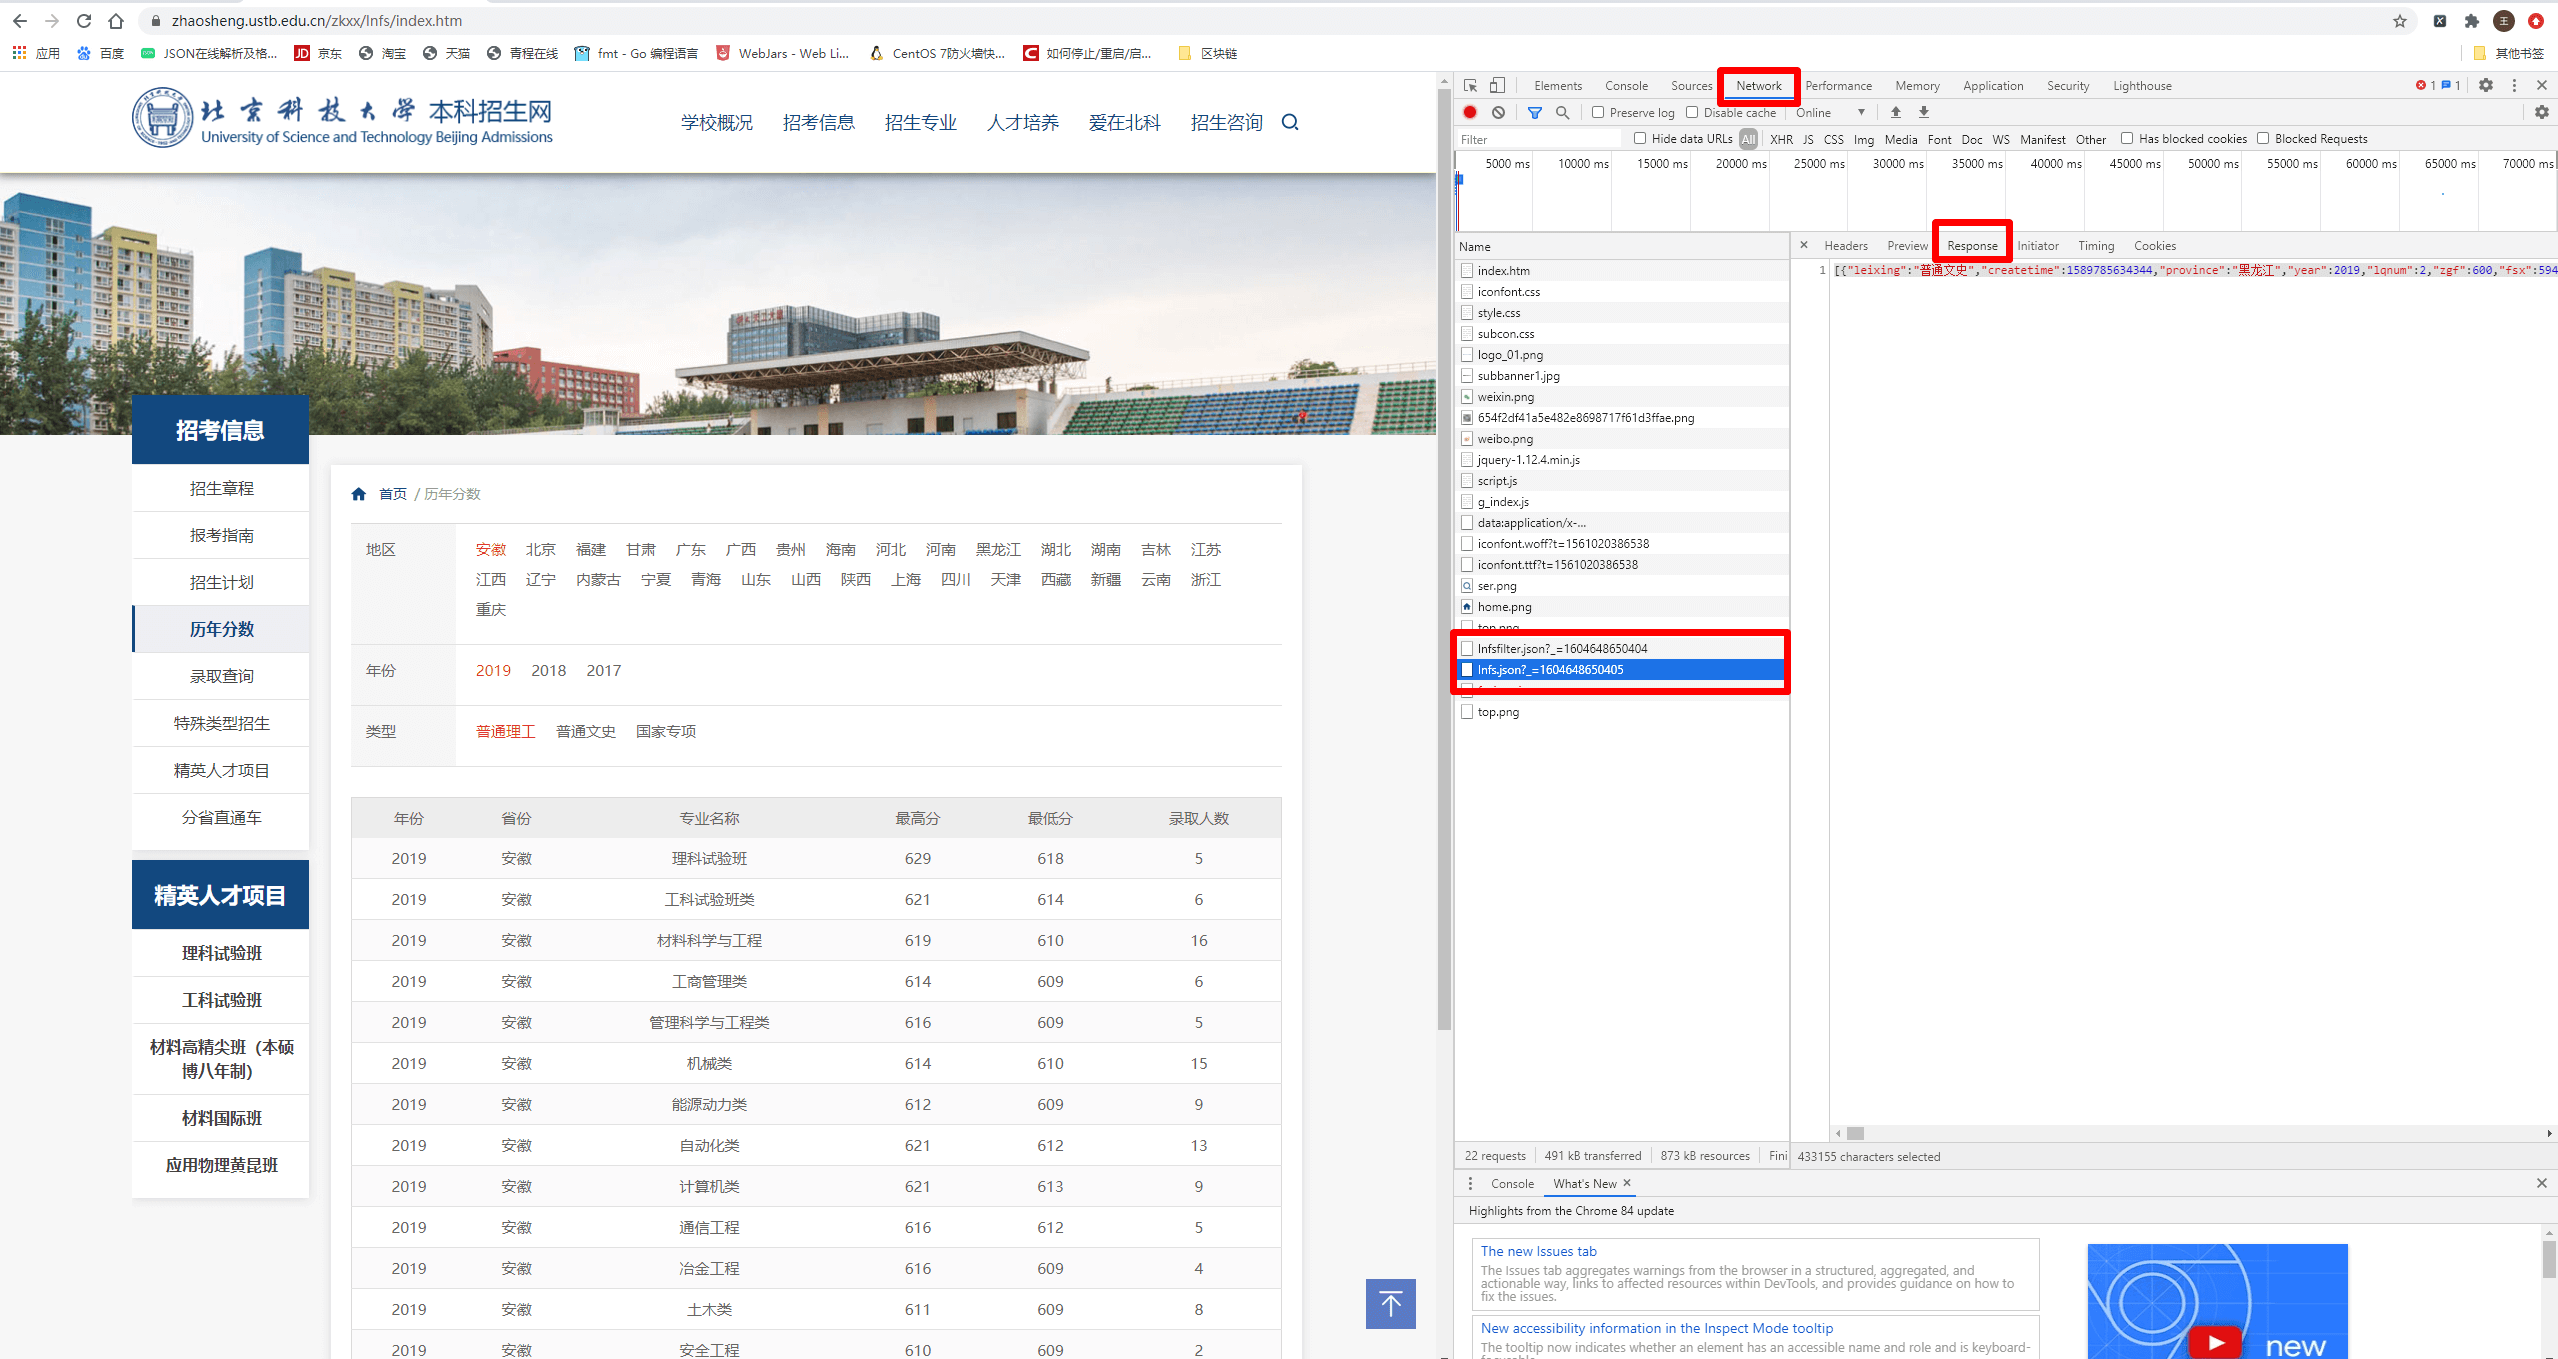 zhaosheng.ustb.edu.cn/zkxx/lnfs/index.htm
王
应用 百度 JSON在线解析及格... 京东 淘宝 天猫 青程在线 fmt - Go 编程语言 WebJars - Web Li... CentOS 7防火墙快... 如何停止/重启/启... 区块链 其他书签
北京科技大学 本科招生网
University of Science and Technology Beijing Admissions
学校概况 招考信息 招生专业 人才培养 爱在北科 招生咨询
招考信息
招生章程
报考指南
招生计划
历年分数
录取查询
特殊类型招生
精英人才项目
分省直通车
精英人才项目
理科试验班
工科试验班
材料高精尖班（本硕
博八年制）
材料国际班
应用物理黄昆班
首页 / 历年分数
地区 安徽 北京 福建 甘肃 广东 广西 贵州 海南 河北 河南 黑龙江 湖北 湖南 吉林 江苏
江西 辽宁 内蒙古 宁夏 青海 山东 山西 陕西 上海 四川 天津 西藏 新疆 云南 浙江
重庆
年份 2019 2018 2017
类型 普通理工 普通文史 国家专项
年份 省份 专业名称 最高分 最低分 录取人数
2019 安徽 理科试验班 629 618 5
2019 安徽 工科试验班类 621 614 6
2019 安徽 材料科学与工程 619 610 16
2019 安徽 工商管理类 614 609 6
2019 安徽 管理科学与工程类 616 609 5
2019 安徽 机械类 614 610 15
2019 安徽 能源动力类 612 609 9
2019 安徽 自动化类 621 612 13
2019 安徽 计算机类 621 613 9
2019 安徽 通信工程 616 612 5
2019 安徽 冶金工程 616 609 4
2019 安徽 土木类 611 609 8
2019 安徽 安全工程 610 609 2
Elements Console Sources Network Performance Memory Application Security Lighthouse 1 1
Preserve log Disable cache Online
Filter Hide data URLs All XHR JS CSS Img Media Font Doc WS Manifest Other Has blocked cookies Blocked Requests
5000 ms 10000 ms 15000 ms 20000 ms 25000 ms 30000 ms 35000 ms 40000 ms 45000 ms 50000 ms 55000 ms 60000 ms 65000 ms 70000 ms
Name
index.htm
iconfont.css
style.css
subcon.css
logo_01.png
subbanner1.jpg
weixin.png
654f2df41a5e482e8698717f61d3ffae.png
weibo.png
jquery-1.12.4.min.js
script.js
g_index.js
data:application/x-...
iconfont.woff?t=1561020386538
iconfont.ttf?t=1561020386538
ser.png
home.png
top.png
lnfsfilter.json?_=1604648650404
lnfs.json?_=1604648650405
top.png
Headers Preview Response Initiator Timing Cookies
1 [{"leixing":"普通文史","createtime":1589785634344,"province":"黑龙江","year":2019,"lqnum":2,"zgf":600,"fsx":594
22 requests 491 kB transferred 873 kB resources Fini
433155 characters selected
Console What's New
Highlights from the Chrome 84 update
The new Issues tab
The Issues tab aggregates warnings from the browser in a structured, aggregated, and
actionable way, links to affected resources within DevTools, and provides guidance on how to
fix the issues.
New accessibility information in the Inspect Mode tooltip
The tooltip now indicates whether an element has an accessible name and role and is keyboard-
new